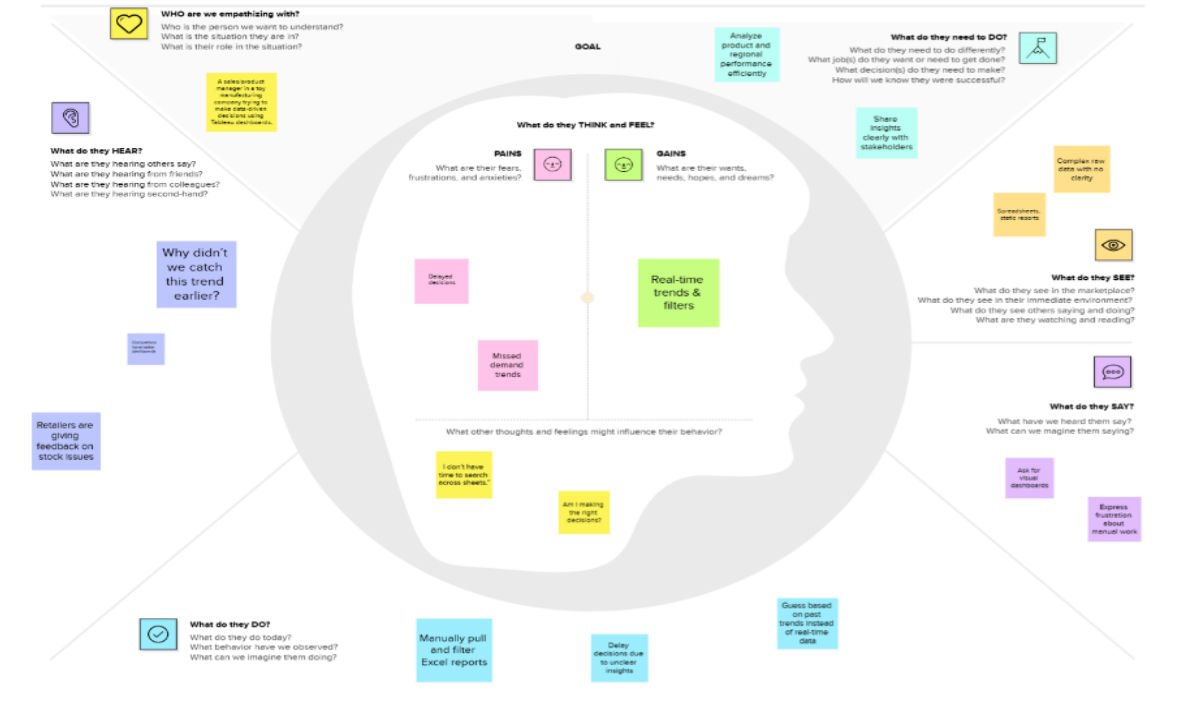 WHO are we empathizing with?
Who is the person we want to understand?
What is the situation they are in?
What is their role in the situation?
A sales/product
manager in a toy
manufacturing
company trying to
make data-driven
decisions using
Tableau dashboards.
GOAL
Analyze
product and
regional
performance
efficiently
What do they need to DO?
What do they need to do differently?
What job(s) do they want or need to get done?
What decision(s) do they need to make?
How will we know they were successful?
Share
insights
clearly with
stakeholders
What do they HEAR?
What are they hearing others say?
What are they hearing from friends?
What are they hearing from colleagues?
What are they hearing second-hand?
Why didn't
we catch
this trend
earlier?
Competitors
dashboards
Retailers are
giving
feedback on
stock issues
What do they THINK and FEEL?
PAINS
What are their fears,
frustrations, and anxieties?
GAINS
What are their wants,
needs, hopes, and dreams?
Delayed
decisions
Missed
demand
trends
Real-time
trends &
filters
What other thoughts and feelings might influence their behavior?
I don't have
time to search
across sheets."
Am I making
the right
decisions?
Complex raw
data with no
clarity
Spreadsheets,
static reports
What do they SEE?
What do they see in the marketplace?
What do they see in their immediate environment?
What do they see others saying and doing?
What are they watching and reading?
What do they SAY?
What have we heard them say?
What can we magine them saying?
Ask for
visual
dashboards
Express
frustration
about
manual work
What do they DO?
What do they do today?
What behavior have we observed?
What can we imagine them doing?
Manually pull
and filter
Excel reports
Delay
decisions due
to unclear
insights
Guess based
on past
trends instead
of real-time
data